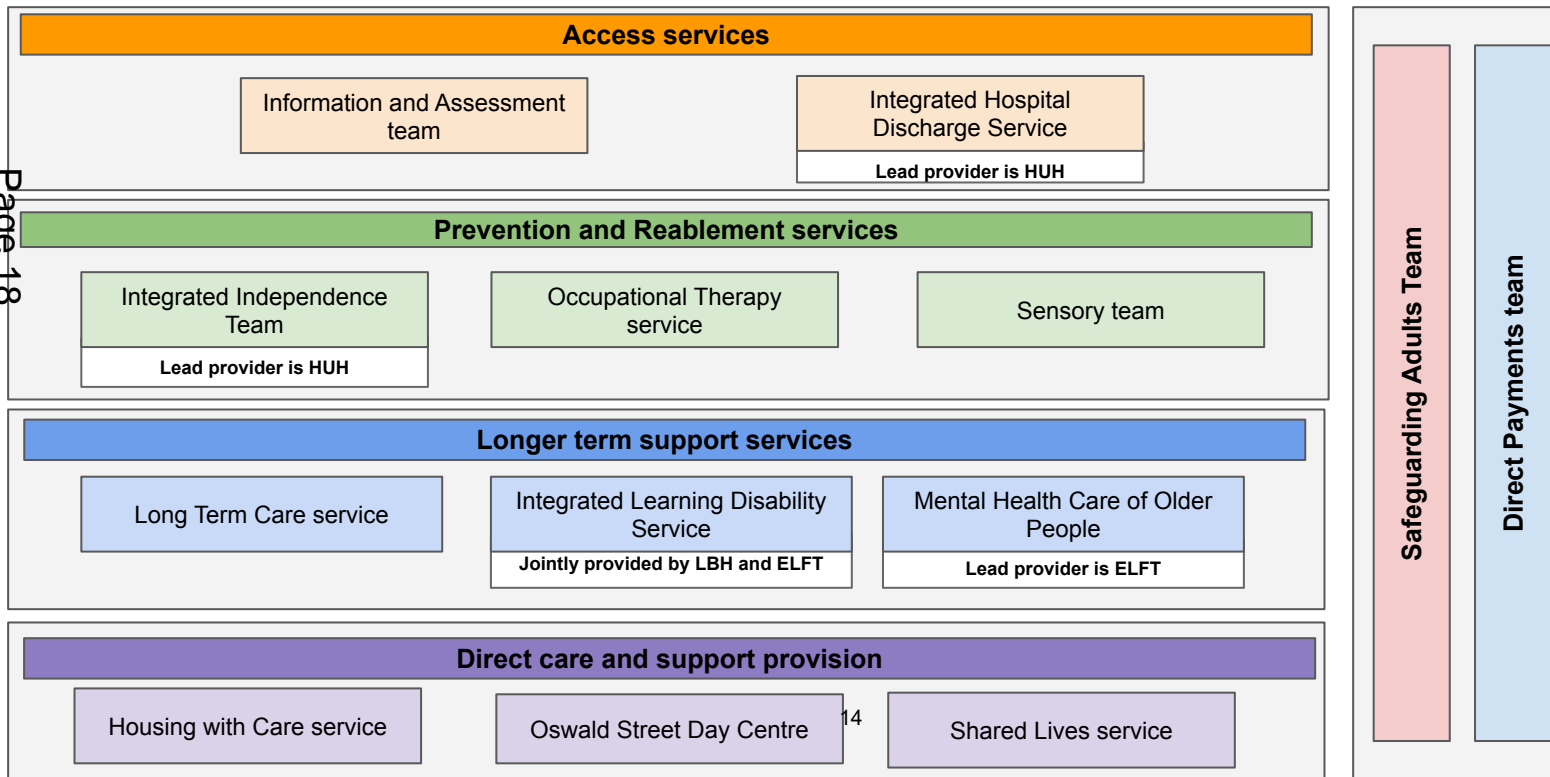 Access services
Information and Assessment
team
Integrated Hospital
Discharge Service
Lead provider is HUH
Page 18
Prevention and Reablement services
Integrated Independence
Team
Lead provider is HUH
Occupational Therapy
service
Sensory team
Longer term support services
Long Term Care service
Integrated Learning Disability
Service
Jointly provided by LBH and ELFT
Mental Health Care of Older
People
Lead provider is ELFT
Direct care and support provision
Housing with Care service
Oswald Street Day Centre
14
Shared Lives service
Safeguarding Adults Team
Direct Payments team